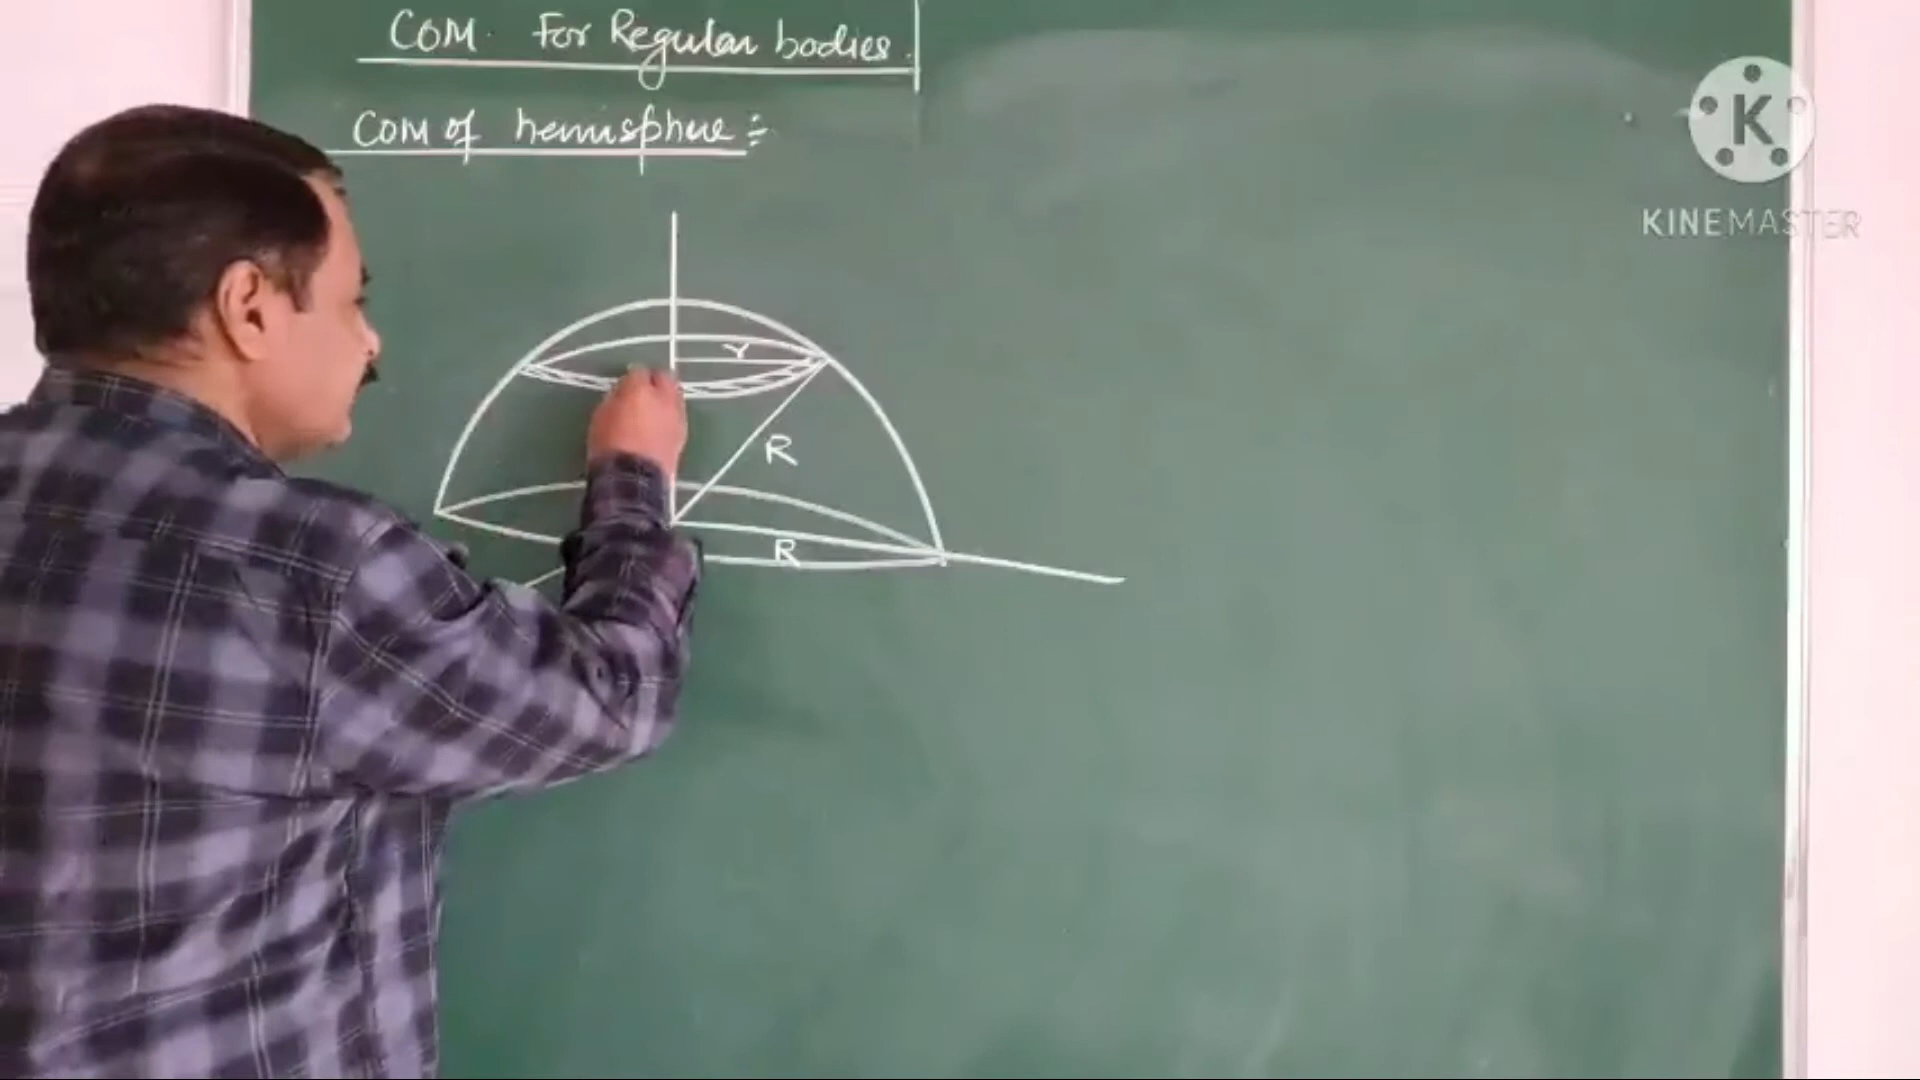 COM. For Regular bodies.
COM of hemisphere :-
K
KINEMASTER
r
R
R